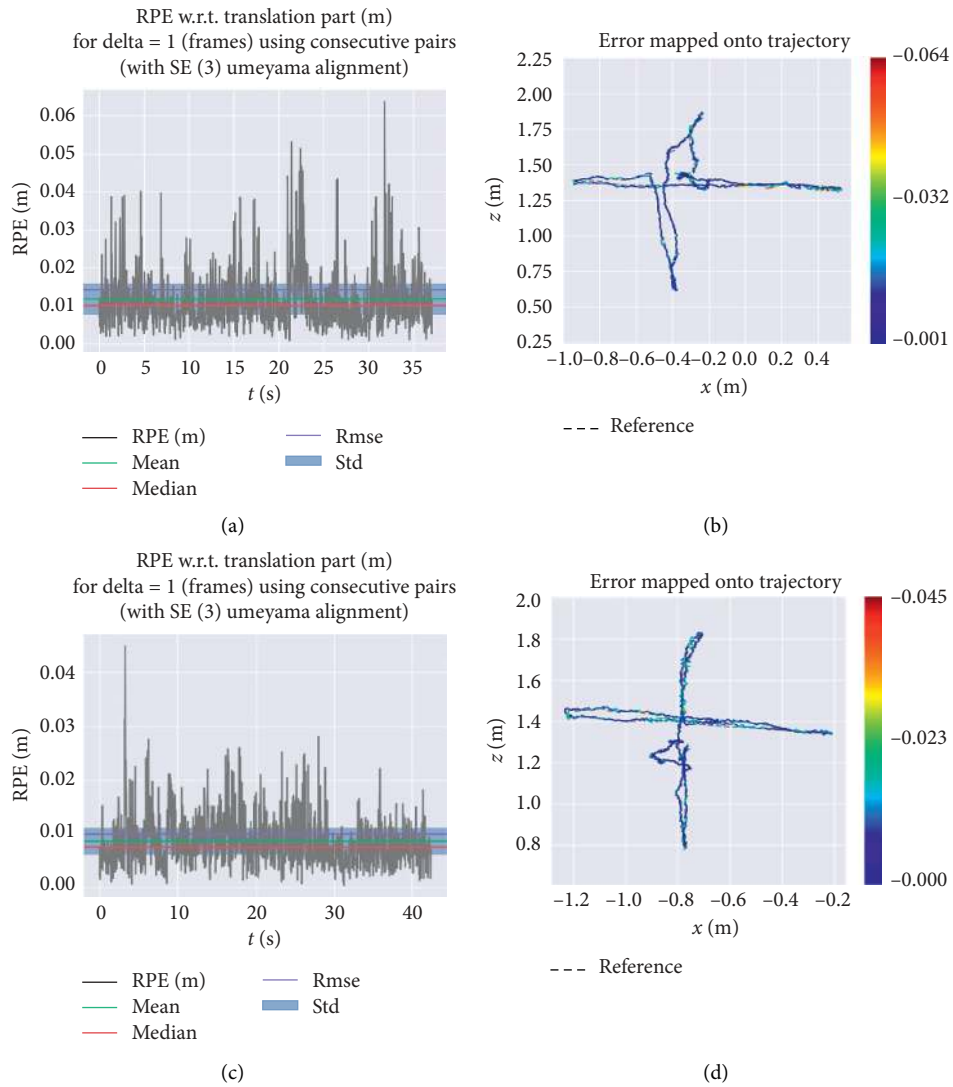 RPE w.r.t. translation part (m)
for delta = 1 (frames) using consecutive pairs
(with SE (3) umeyama alignment)
0.06
0.05
0.04
0.03
0.02
0.01
0.00
RPE (m)
0 5 10 15 20 25 30 35
t (s)
RPE (m)
Mean
Median
Rmse
Std
(a)
Error mapped onto trajectory
2.25
2.00
1.75
1.50
1.25
1.00
0.75
0.50
0.25
z (m)
−1.0−0.8−0.6−0.4−0.2 0.0 0.2 0.4
x (m)
−0.064
−0.032
−0.001
Reference
(b)
RPE w.r.t. translation part (m)
for delta = 1 (frames) using consecutive pairs
(with SE (3) umeyama alignment)
0.04
0.03
0.02
0.01
0.00
RPE (m)
0 10 20 30 40
t (s)
RPE (m)
Mean
Median
Rmse
Std
(c)
Error mapped onto trajectory
2.0
1.8
1.6
1.4
1.2
1.0
0.8
z (m)
−1.2 −1.0 −0.8 −0.6 −0.4 −0.2
x (m)
−0.045
−0.023
−0.000
Reference
(d)